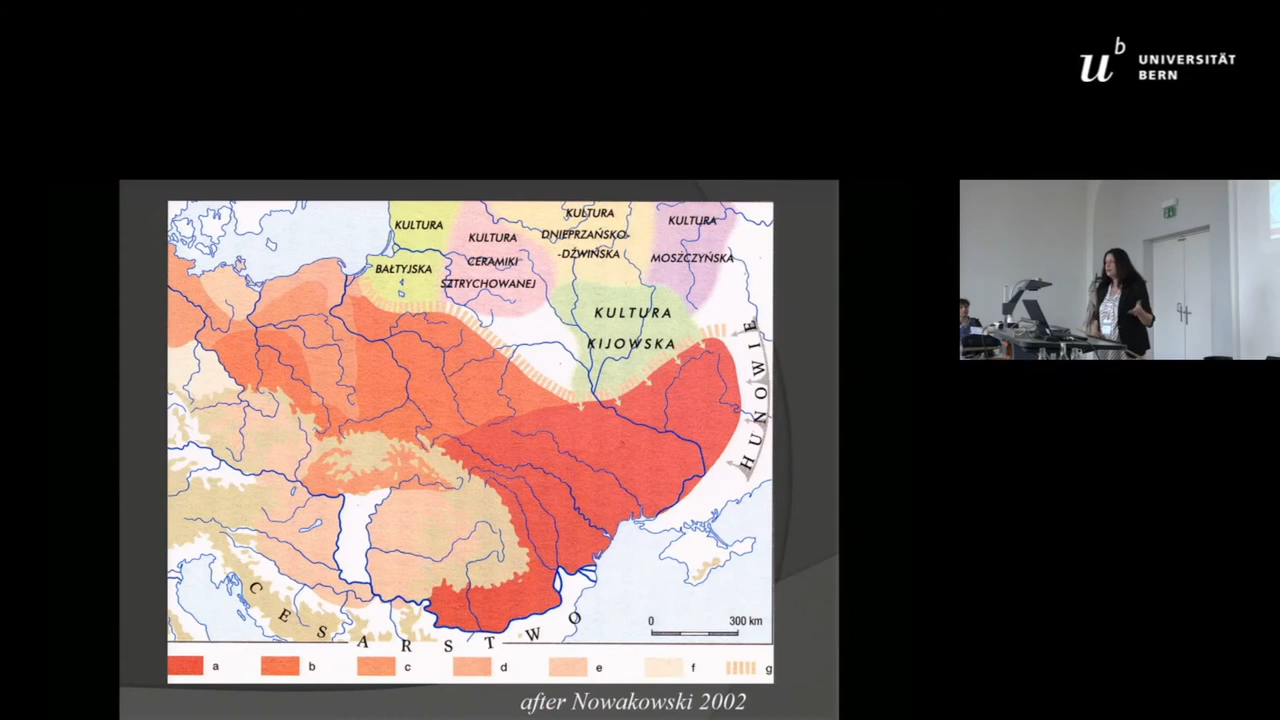 u^b UNIVERSITÄT
BERN
KULTURA
BAŁTYJSKA
KULTURA
CERAMIKI
SZTRYCHOWANEJ
KULTURA
DNIEPRZAŃSKO-
-DŹWIŃSKA
KULTURA
MOSZCZYŃSKA
KULTURA
KIJOWSKA
HUNOWIE
CESARSTWO
0 300 km
a b c d e f g
after Nowakowski 2002